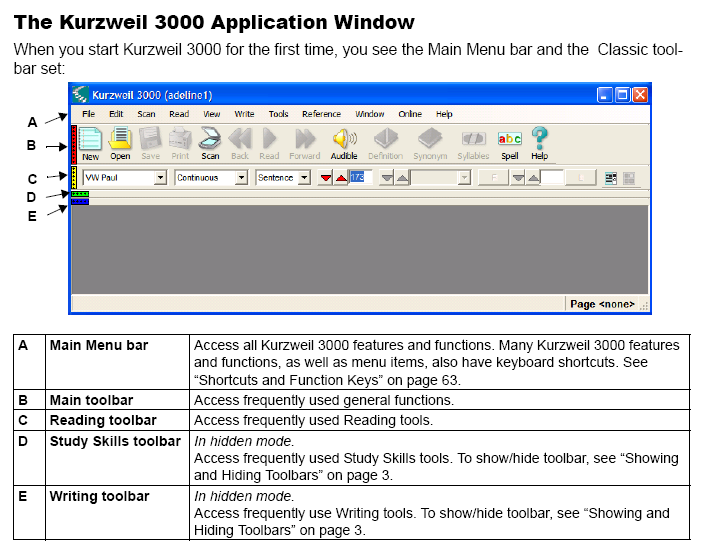 The Kurzweil 3000 Application Window
When you start Kurzweil 3000 for the first time, you see the Main Menu bar and the Classic tool-
bar set:
Kurzweil 3000 (adeline1)
A
File Edit Scan Read View Write Tools Reference Window Online Help
B
New Open Save Print Scan Back Read Forward Audible Definition Synonym Syllables Spell Help
abc
C
VW Paul Continuous Sentence 173 F L
D
E
Page <none>
A Main Menu bar Access all Kurzweil 3000 features and functions. Many Kurzweil 3000 features
and functions, as well as menu items, also have keyboard shortcuts. See
“Shortcuts and Function Keys” on page 63.
B Main toolbar Access frequently used general functions.
C Reading toolbar Access frequently used Reading tools.
D Study Skills toolbar In hidden mode.
Access frequently used Study Skills tools. To show/hide toolbar, see “Showing
and Hiding Toolbars” on page 3.
E Writing toolbar In hidden mode.
Access frequently use Writing tools. To show/hide toolbar, see “Showing and
Hiding Toolbars” on page 3.